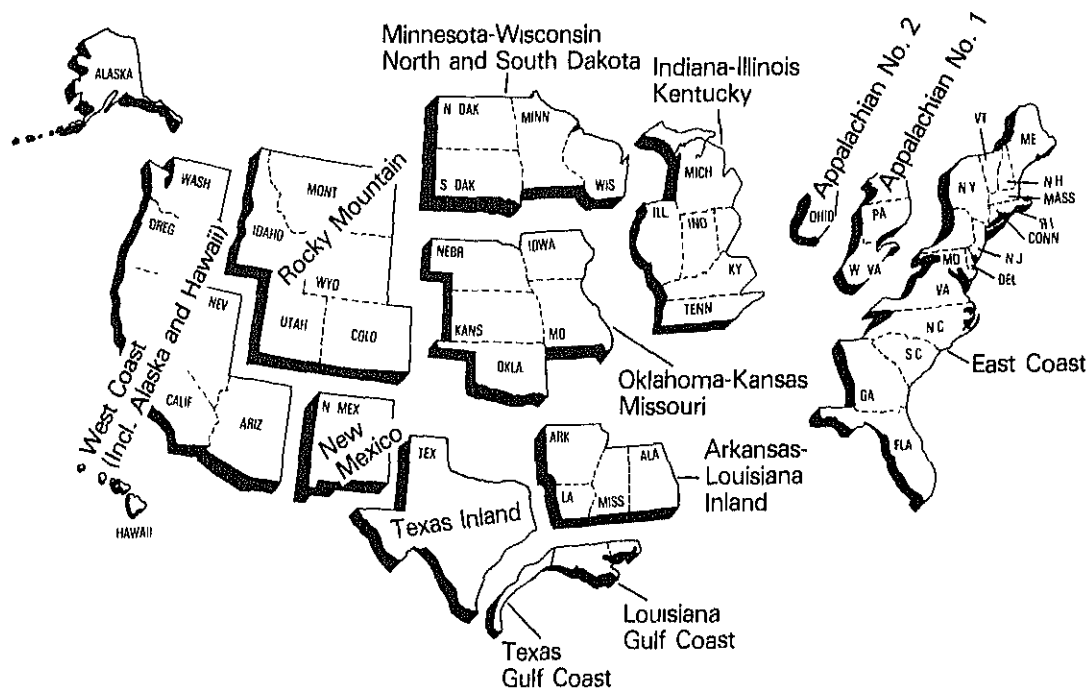 Minnesota-Wisconsin
North and South Dakota
Indiana-Illinois
Kentucky
Appalachian No. 2
Appalachian No. 1
ALASKA
WASH
OREG
NEV
CALIF
ARIZ
West Coast
(Incl. Alaska and Hawaii)
HAWAII
MONT
IDAHO
WYO
UTAH
COLO
Rocky Mountain
N DAK
MINN
S DAK
WIS
MICH
ILL
IND
KY
TENN
OHIO
PA
W VA
VT
ME
N Y
N H
MASS
RI
CONN
N J
MD
DEL
VA
N C
S C
GA
FLA
East Coast
NEBR
IOWA
KANS
MO
OKLA
Oklahoma-Kansas
Missouri
N MEX
New
Mexico
TEX
Texas Inland
ARK
ALA
LA
MISS
Arkansas-
Louisiana
Inland
Louisiana
Gulf Coast
Texas
Gulf Coast